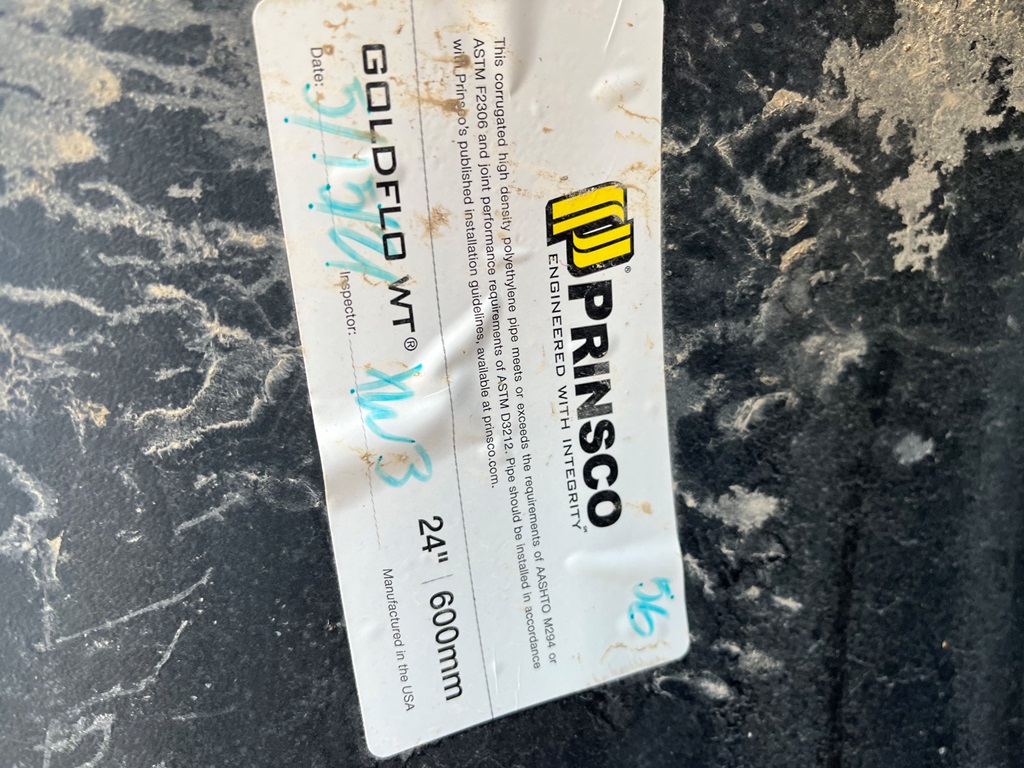 PRINSCO®
ENGINEERED WITH INTEGRITY℠
56
This corrugated high density polyethylene pipe meets or exceeds the requirements of AASHTO M294 or
ASTM F2306 and joint performance requirements of ASTM D3212. Pipe should be installed in accordance
with Prinsco's published installation guidelines, available at prinsco.com.
GOLDFLO WT®
24" | 600mm
Date: Inspector:
Manufactured in the USA